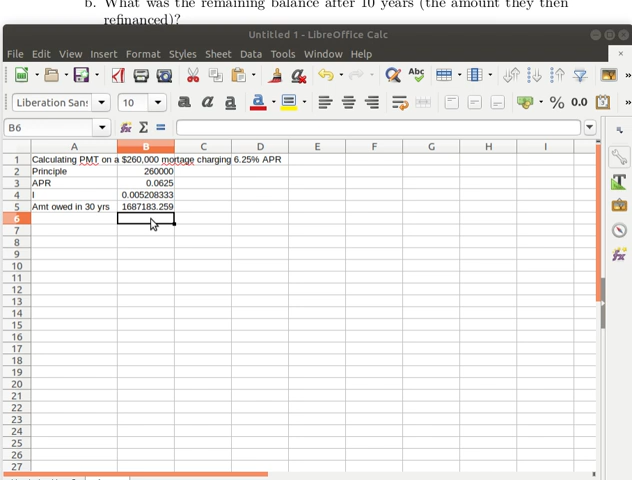 b. What was the remaining balance after 10 years (the amount they then
refinanced)?
Untitled 1 - LibreOffice Calc
File Edit View Insert Format Styles Sheet Data Tools Window Help
Liberation Sans 10 % 0.0
B6
A B C D E F G H I
1 Calculating PMT on a $260,000 mortage charging 6.25% APR
2 Principle 260000
3 APR 0.0625
4 I 0.005208333
5 Amt owed in 30 yrs 1687183.259
6
7
8
9
10
11
12
13
14
15
16
17
18
19
20
21
22
23
24
25
26
27